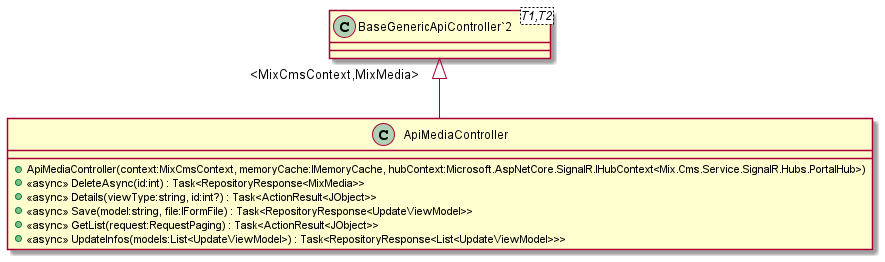 T1,T2
C BaseGenericApiController`2
<MixCmsContext,MixMedia>
C ApiMediaController
ApiMediaController(context:MixCmsContext, memoryCache:IMemoryCache, hubContext:Microsoft.AspNetCore.SignalR.IHubContext<Mix.Cms.Service.SignalR.Hubs.PortalHub>)
«async» DeleteAsync(id:int) : Task<RepositoryResponse<MixMedia>>
«async» Details(viewType:string, id:int?) : Task<ActionResult<JObject>>
«async» Save(model:string, file:IFormFile) : Task<RepositoryResponse<UpdateViewModel>>
«async» GetList(request:RequestPaging) : Task<ActionResult<JObject>>
«async» UpdateInfos(models:List<UpdateViewModel>) : Task<RepositoryResponse<List<UpdateViewModel>>>